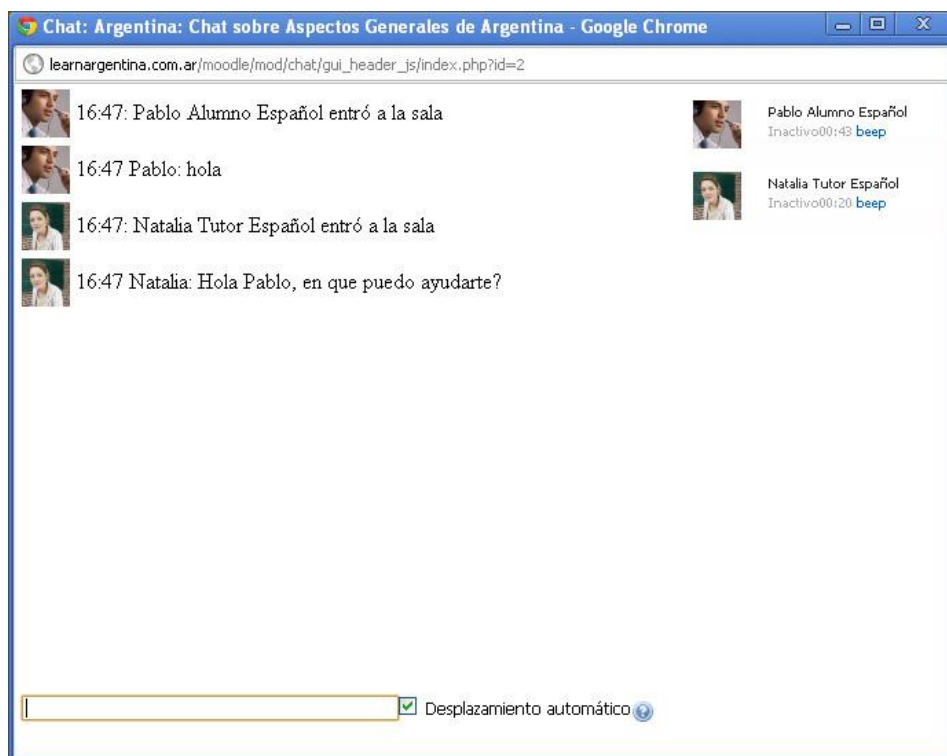 Chat: Argentina: Chat sobre Aspectos Generales de Argentina - Google Chrome
learnargentina.com.ar/moodle/mod/chat/gui_header_js/index.php?id=2
16:47: Pablo Alumno Español entró a la sala
16:47 Pablo: hola
16:47: Natalia Tutor Español entró a la sala
16:47 Natalia: Hola Pablo, en que puedo ayudarte?
Pablo Alumno Español
Inactivo00:43 beep
Natalia Tutor Español
Inactivo00:20 beep
Desplazamiento automático